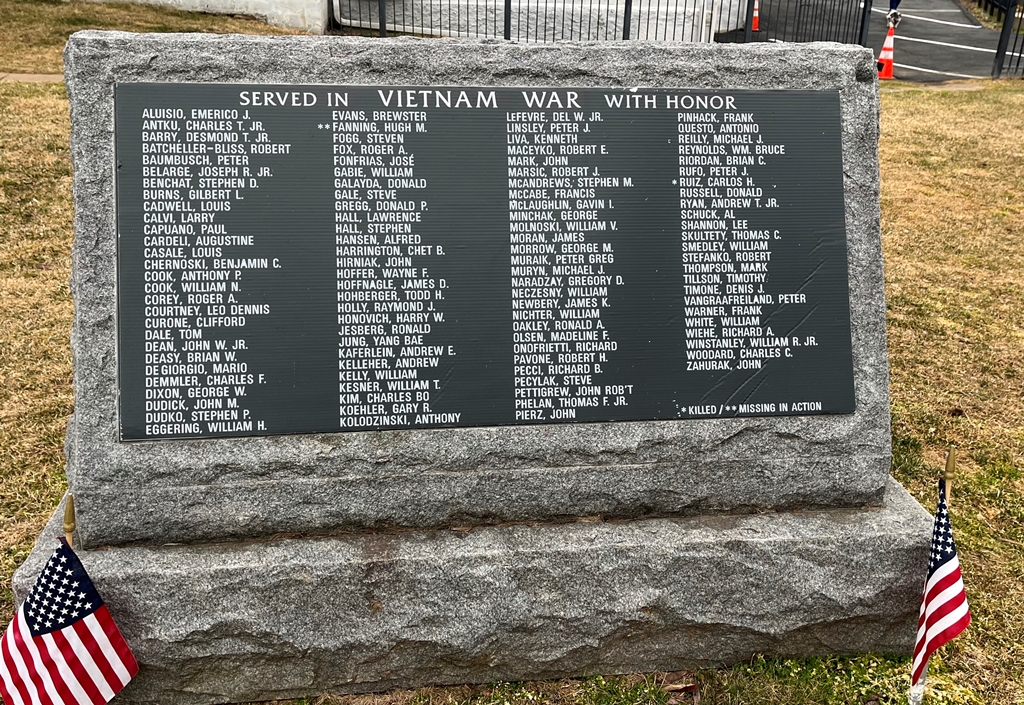 SERVED IN VIETNAM WAR WITH HONOR
ALUISIO, EMERICO J.
ANTKU, CHARLES T. JR.
BARRY, DESMOND T. JR.
BATCHELLER-BLISS, ROBERT
BAUMBUSCH, PETER
BELARGE, JOSEPH R. JR.
BENCHAT, STEPHEN D.
BURNS, GILBERT L.
CADWELL, LOUIS
CALVI, LARRY
CAPUANO, PAUL
CARDELI, AUGUSTINE
CASALE, LOUIS
CHERNOSKI, BENJAMIN C.
COOK, ANTHONY P.
COOK, WILLIAM N.
COREY, ROGER A.
COURTNEY, LEO DENNIS
CURONE, CLIFFORD
DALE, TOM
DEAN, JOHN W. JR.
DEASY, BRIAN W.
DEGIORGIO, MARIO
DEMMLER, CHARLES F.
DIXON, GEORGE W.
DUDICK, JOHN M.
DUDKO, STEPHEN P.
EGGERING, WILLIAM H.
EVANS, BREWSTER
**FANNING, HUGH M.
FOGG, STEVEN
FOX, ROGER A.
FONFRIAS, JOSÉ
GABIE, WILLIAM
GALAYDA, DONALD
GALE, STEVE
GREGG, DONALD P.
HALL, LAWRENCE
HALL, STEPHEN
HANSEN, ALFRED
HARRINGTON, CHET B.
HIRNIAK, JOHN
HOFFER, WAYNE F.
HOFFNAGLE, JAMES D.
HOHBERGER, TODD H.
HOLLY, RAYMOND J.
HONOVICH, HARRY W.
JESBERG, RONALD
JUNG, YANG BAE
KAFERLEIN, ANDREW E.
KELLEHER, ANDREW
KELLY, WILLIAM
KESNER, WILLIAM T.
KIM, CHARLES BO
KOEHLER, GARY R.
KOLODZINSKI, ANTHONY
LEFEVRE, DEL W. JR.
LINSLEY, PETER J.
LIVA, KENNETH
MACEYKO, ROBERT E.
MARK, JOHN
MARSIC, ROBERT J.
MCANDREWS, STEPHEN M.
MCCABE, FRANCIS
MCLAUGHLIN, GAVIN I.
MINCHAK, GEORGE
MOLNOSKI, WILLIAM V.
MORAN, JAMES
MORROW, GEORGE M.
MURAIK, PETER GREG
MURYN, MICHAEL J.
NARADZAY, GREGORY D.
NECZESNY, WILLIAM
NEWBERY, JAMES K.
NICHTER, WILLIAM
OAKLEY, RONALD A.
OLSEN, MADELINE F.
ONOFRIETTI, RICHARD
PAVONE, ROBERT H.
PECCI, RICHARD B.
PECYLAK, STEVE
PETTIGREW, JOHN ROB'T
PHELAN, THOMAS F. JR.
PIERZ, JOHN
PINHACK, FRANK
QUESTO, ANTONIO
REILLY, MICHAEL J.
REYNOLDS, WM. BRUCE
RIORDAN, BRIAN C.
RUFO, PETER J.
*RUIZ, CARLOS H.
RUSSELL, DONALD
RYAN, ANDREW T. JR.
SCHUCK, AL
SHANNON, LEE
SKULTETY, THOMAS C.
SMEDLEY, WILLIAM
STEFANKO, ROBERT
THOMPSON, MARK
TILLSON, TIMOTHY
TIMONE, DENIS J.
VANGRAAFREILAND, PETER
WARNER, FRANK
WHITE, WILLIAM
WIEHE, RICHARD A.
WINSTANLEY, WILLIAM R. JR.
WOODARD, CHARLES C.
ZAHURAK, JOHN
*KILLED / **MISSING IN ACTION